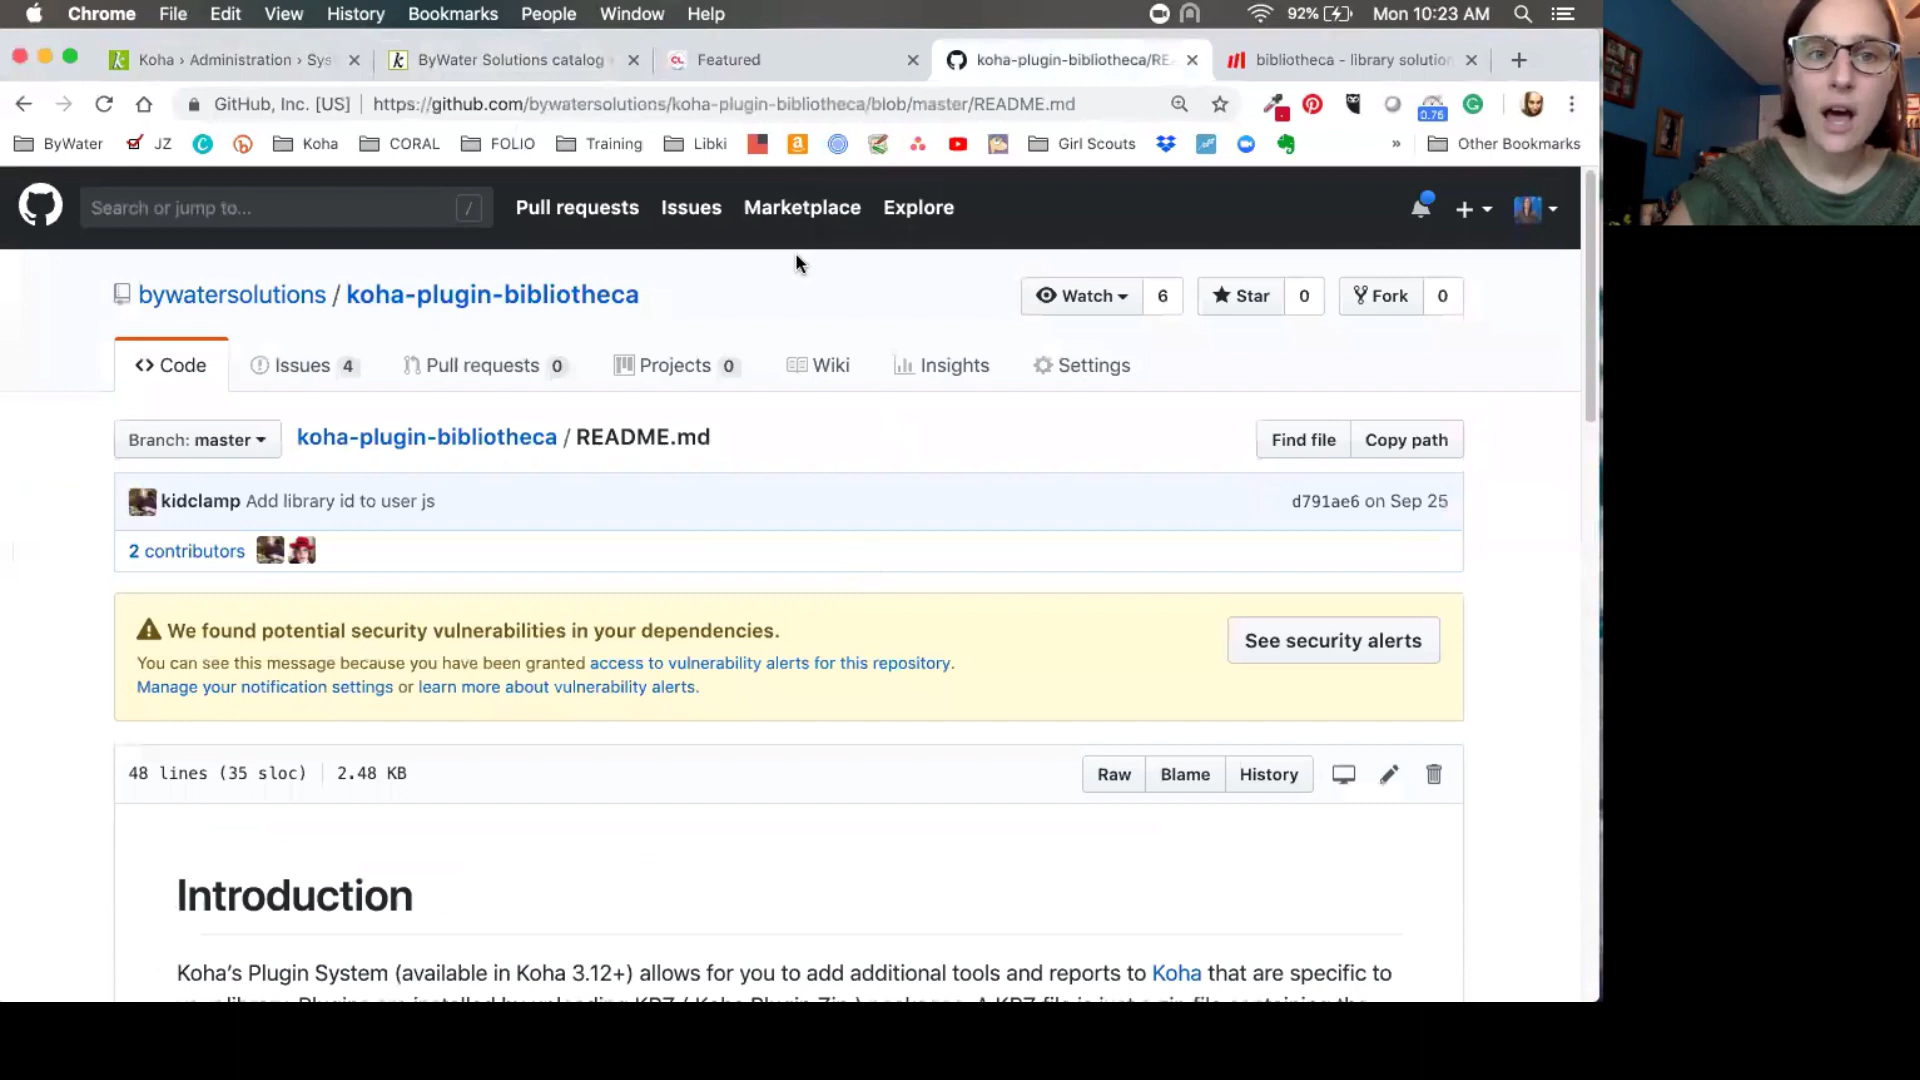 Chrome File Edit View History Bookmarks People Window Help 92% Mon 10:23 AM
Koha › Administration › Sys ByWater Solutions catalog CL Featured koha-plugin-bibliotheca/RE bibliotheca - library solution
GitHub, Inc. [US] https://github.com/bywatersolutions/koha-plugin-bibliotheca/blob/master/README.md 0.76
ByWater JZ Koha CORAL FOLIO Training Libki Girl Scouts » Other Bookmarks
Search or jump to... / Pull requests Issues Marketplace Explore
bywatersolutions / koha-plugin-bibliotheca Watch 6 Star 0 Fork 0
<> Code Issues 4 Pull requests 0 Projects 0 Wiki Insights Settings
Branch: master koha-plugin-bibliotheca / README.md Find file Copy path
kidclamp Add library id to user js d791ae6 on Sep 25
2 contributors
We found potential security vulnerabilities in your dependencies.
You can see this message because you have been granted access to vulnerability alerts for this repository.
Manage your notification settings or learn more about vulnerability alerts.
See security alerts
48 lines (35 sloc) 2.48 KB Raw Blame History
Introduction
Koha's Plugin System (available in Koha 3.12+) allows for you to add additional tools and reports to Koha that are specific to